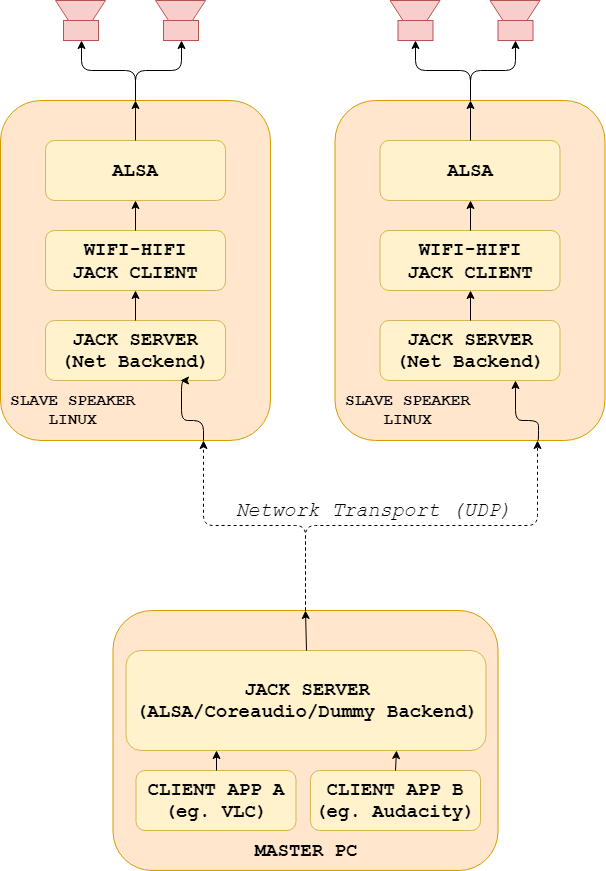 ALSA
WIFI-HIFI
JACK CLIENT
JACK SERVER
(Net Backend)
SLAVE SPEAKER
LINUX
ALSA
WIFI-HIFI
JACK CLIENT
JACK SERVER
(Net Backend)
SLAVE SPEAKER
LINUX
Network Transport (UDP)
JACK SERVER
(ALSA/Coreaudio/Dummy Backend)
CLIENT APP A
(eg. VLC)
CLIENT APP B
(eg. Audacity)
MASTER PC